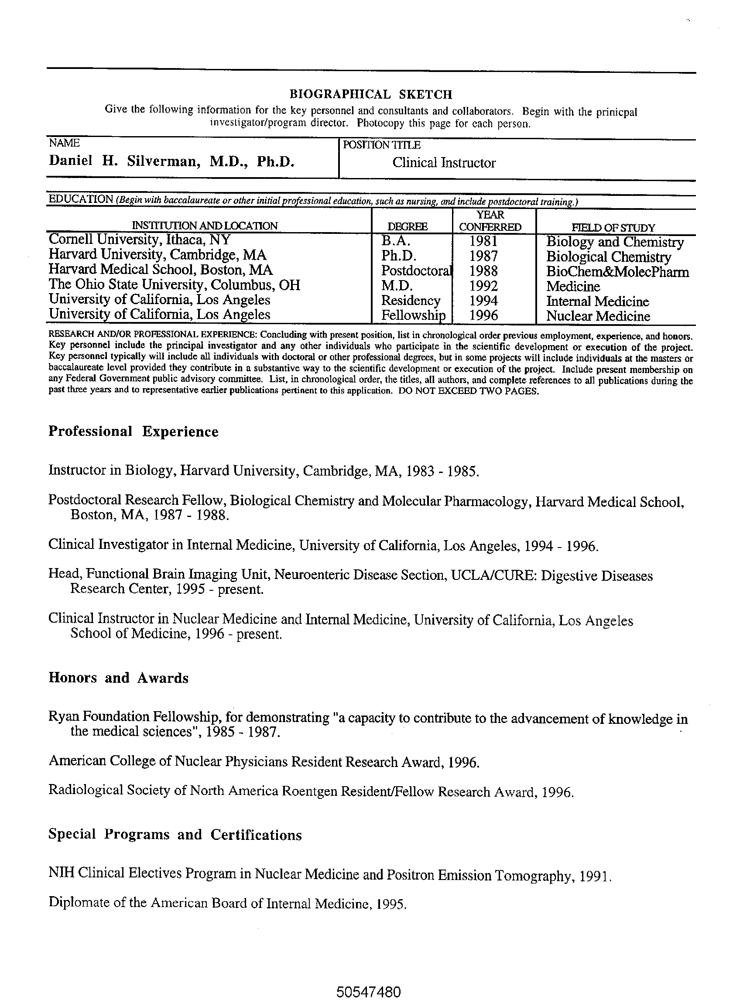 BIOGRAPHICAL SKETCH
Give the following information for the key personnel and consultants and collaborators. Begin with the prinicpal
investigator/program director. Photocopy this page for each person.
NAME
POSITION TITLE
Daniel H. Silverman, M.D., Ph.D.
Clinical Instructor
EDUCATION (Begin with baccalaureate or other initial professional education, such as nursing, and include postdoctoral training.)
INSTITUTION AND LOCATION DEGREE YEAR CONFERRED FIELD OF STUDY
Cornell University, Ithaca, NY B.A. 1981 Biology and Chemistry
Harvard University, Cambridge, MA Ph.D. 1987 Biological Chemistry
Harvard Medical School, Boston, MA Postdoctoral 1988 BioChem&MolecPharm
The Ohio State University, Columbus, OH M.D. 1992 Medicine
University of California, Los Angeles Residency 1994 Internal Medicine
University of California, Los Angeles Fellowship 1996 Nuclear Medicine
RESEARCH AND/OR PROFESSIONAL EXPERIENCE: Concluding with present position, list in chronological order previous employment, experience, and honors.
Key personnel include the principal investigator and any other individuals who participate in the scientific development or execution of the project.
Key personnel typically will include all individuals with doctoral or other professional degrees, but in some projects will include individuals at the masters or
baccalaureate level provided they contribute in a substantive way to the scientific development or execution of the project. Include present membership on
any Federal Government public advisory committee. List, in chronological order, the titles, all authors, and complete references to all publications during the
past three years and to representative earlier publications pertinent to this application. DO NOT EXCEED TWO PAGES.
Professional Experience
Instructor in Biology, Harvard University, Cambridge, MA, 1983 - 1985.
Postdoctoral Research Fellow, Biological Chemistry and Molecular Pharmacology, Harvard Medical School,
Boston, MA, 1987 - 1988.
Clinical Investigator in Internal Medicine, University of California, Los Angeles, 1994 - 1996.
Head, Functional Brain Imaging Unit, Neuroenteric Disease Section, UCLA/CURE: Digestive Diseases
Research Center, 1995 - present.
Clinical Instructor in Nuclear Medicine and Internal Medicine, University of California, Los Angeles
School of Medicine, 1996 - present.
Honors and Awards
Ryan Foundation Fellowship, for demonstrating "a capacity to contribute to the advancement of knowledge in
the medical sciences", 1985 - 1987.
American College of Nuclear Physicians Resident Research Award, 1996.
Radiological Society of North America Roentgen Resident/Fellow Research Award, 1996.
Special Programs and Certifications
NIH Clinical Electives Program in Nuclear Medicine and Positron Emission Tomography, 1991.
Diplomate of the American Board of Internal Medicine, 1995.
50547480